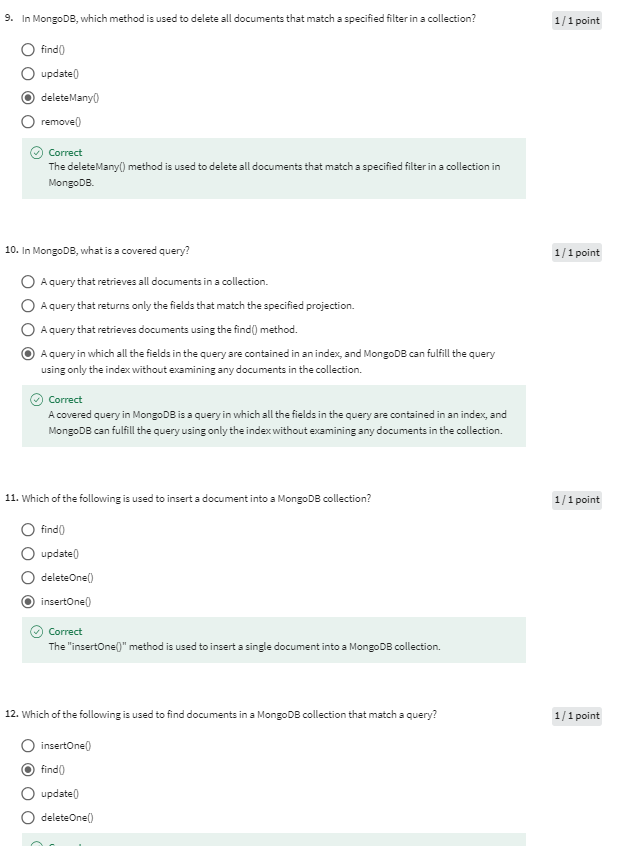 9. In MongoDB, which method is used to delete all documents that match a specified filter in a collection?
1 / 1 point
find()
update()
deleteMany()
remove()
Correct
The deleteMany() method is used to delete all documents that match a specified filter in a collection in
MongoDB.
10. In MongoDB, what is a covered query?
1 / 1 point
A query that retrieves all documents in a collection.
A query that returns only the fields that match the specified projection.
A query that retrieves documents using the find() method.
A query in which all the fields in the query are contained in an index, and MongoDB can fulfill the query
using only the index without examining any documents in the collection.
Correct
A covered query in MongoDB is a query in which all the fields in the query are contained in an index, and
MongoDB can fulfill the query using only the index without examining any documents in the collection.
11. Which of the following is used to insert a document into a MongoDB collection?
1 / 1 point
find()
update()
deleteOne()
insertOne()
Correct
The "insertOne()" method is used to insert a single document into a MongoDB collection.
12. Which of the following is used to find documents in a MongoDB collection that match a query?
1 / 1 point
insertOne()
find()
update()
deleteOne()